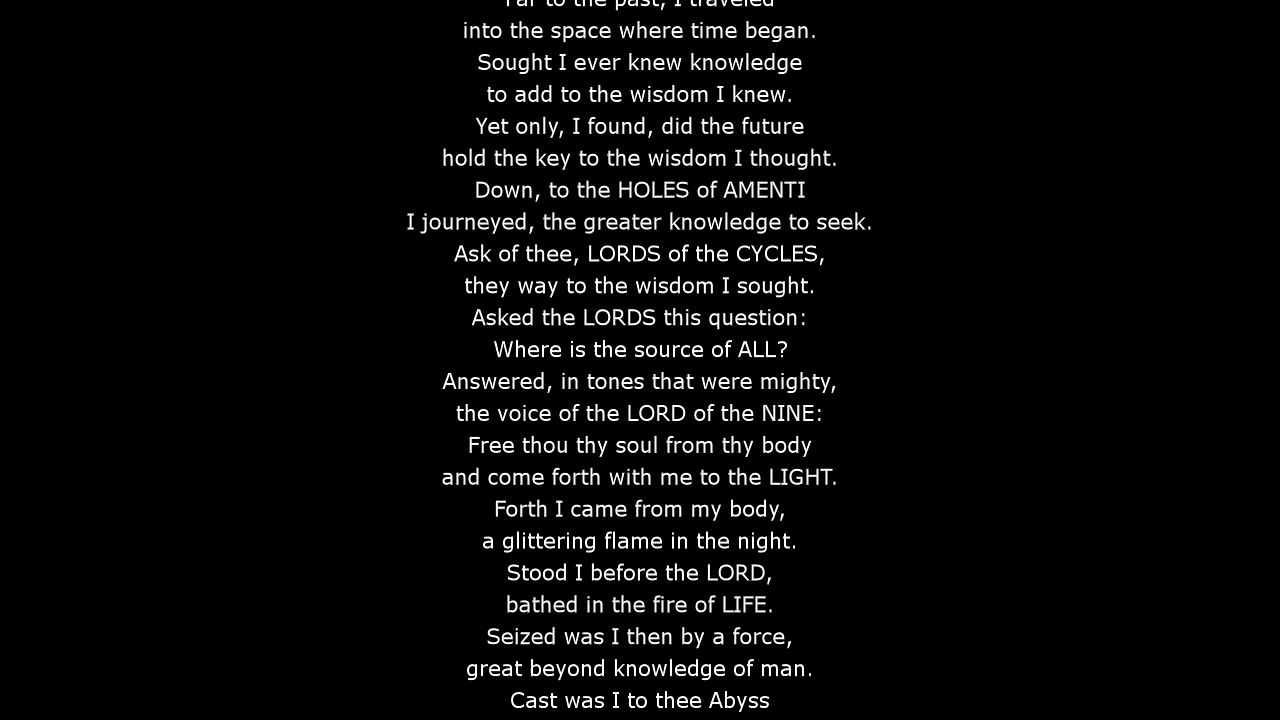 Far to the past, I traveled
into the space where time began.
Sought I ever knew knowledge
to add to the wisdom I knew.
Yet only, I found, did the future
hold the key to the wisdom I thought.
Down, to the HOLES of AMENTI
I journeyed, the greater knowledge to seek.
Ask of thee, LORDS of the CYCLES,
they way to the wisdom I sought.
Asked the LORDS this question:
Where is the source of ALL?
Answered, in tones that were mighty,
the voice of the LORD of the NINE:
Free thou thy soul from thy body
and come forth with me to the LIGHT.
Forth I came from my body,
a glittering flame in the night.
Stood I before the LORD,
bathed in the fire of LIFE.
Seized was I then by a force,
great beyond knowledge of man.
Cast was I to thee Abyss